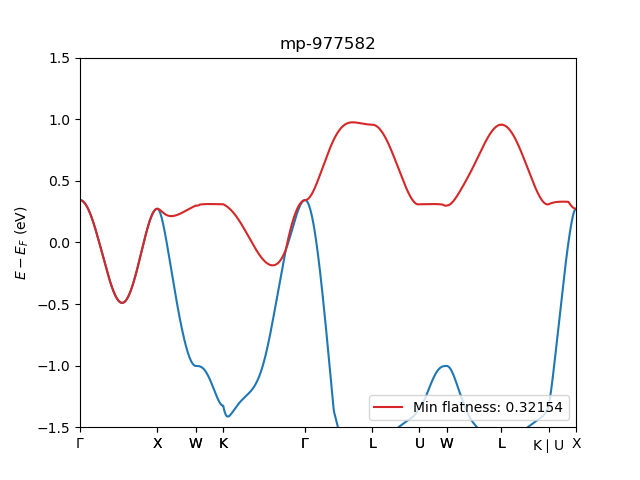 mp-977582
1.5
1.0
0.5
0.0
−0.5
−1.0
−1.5
E − E_F (eV)
Min flatness: 0.32154
Γ X W K Γ L U W L K | U X